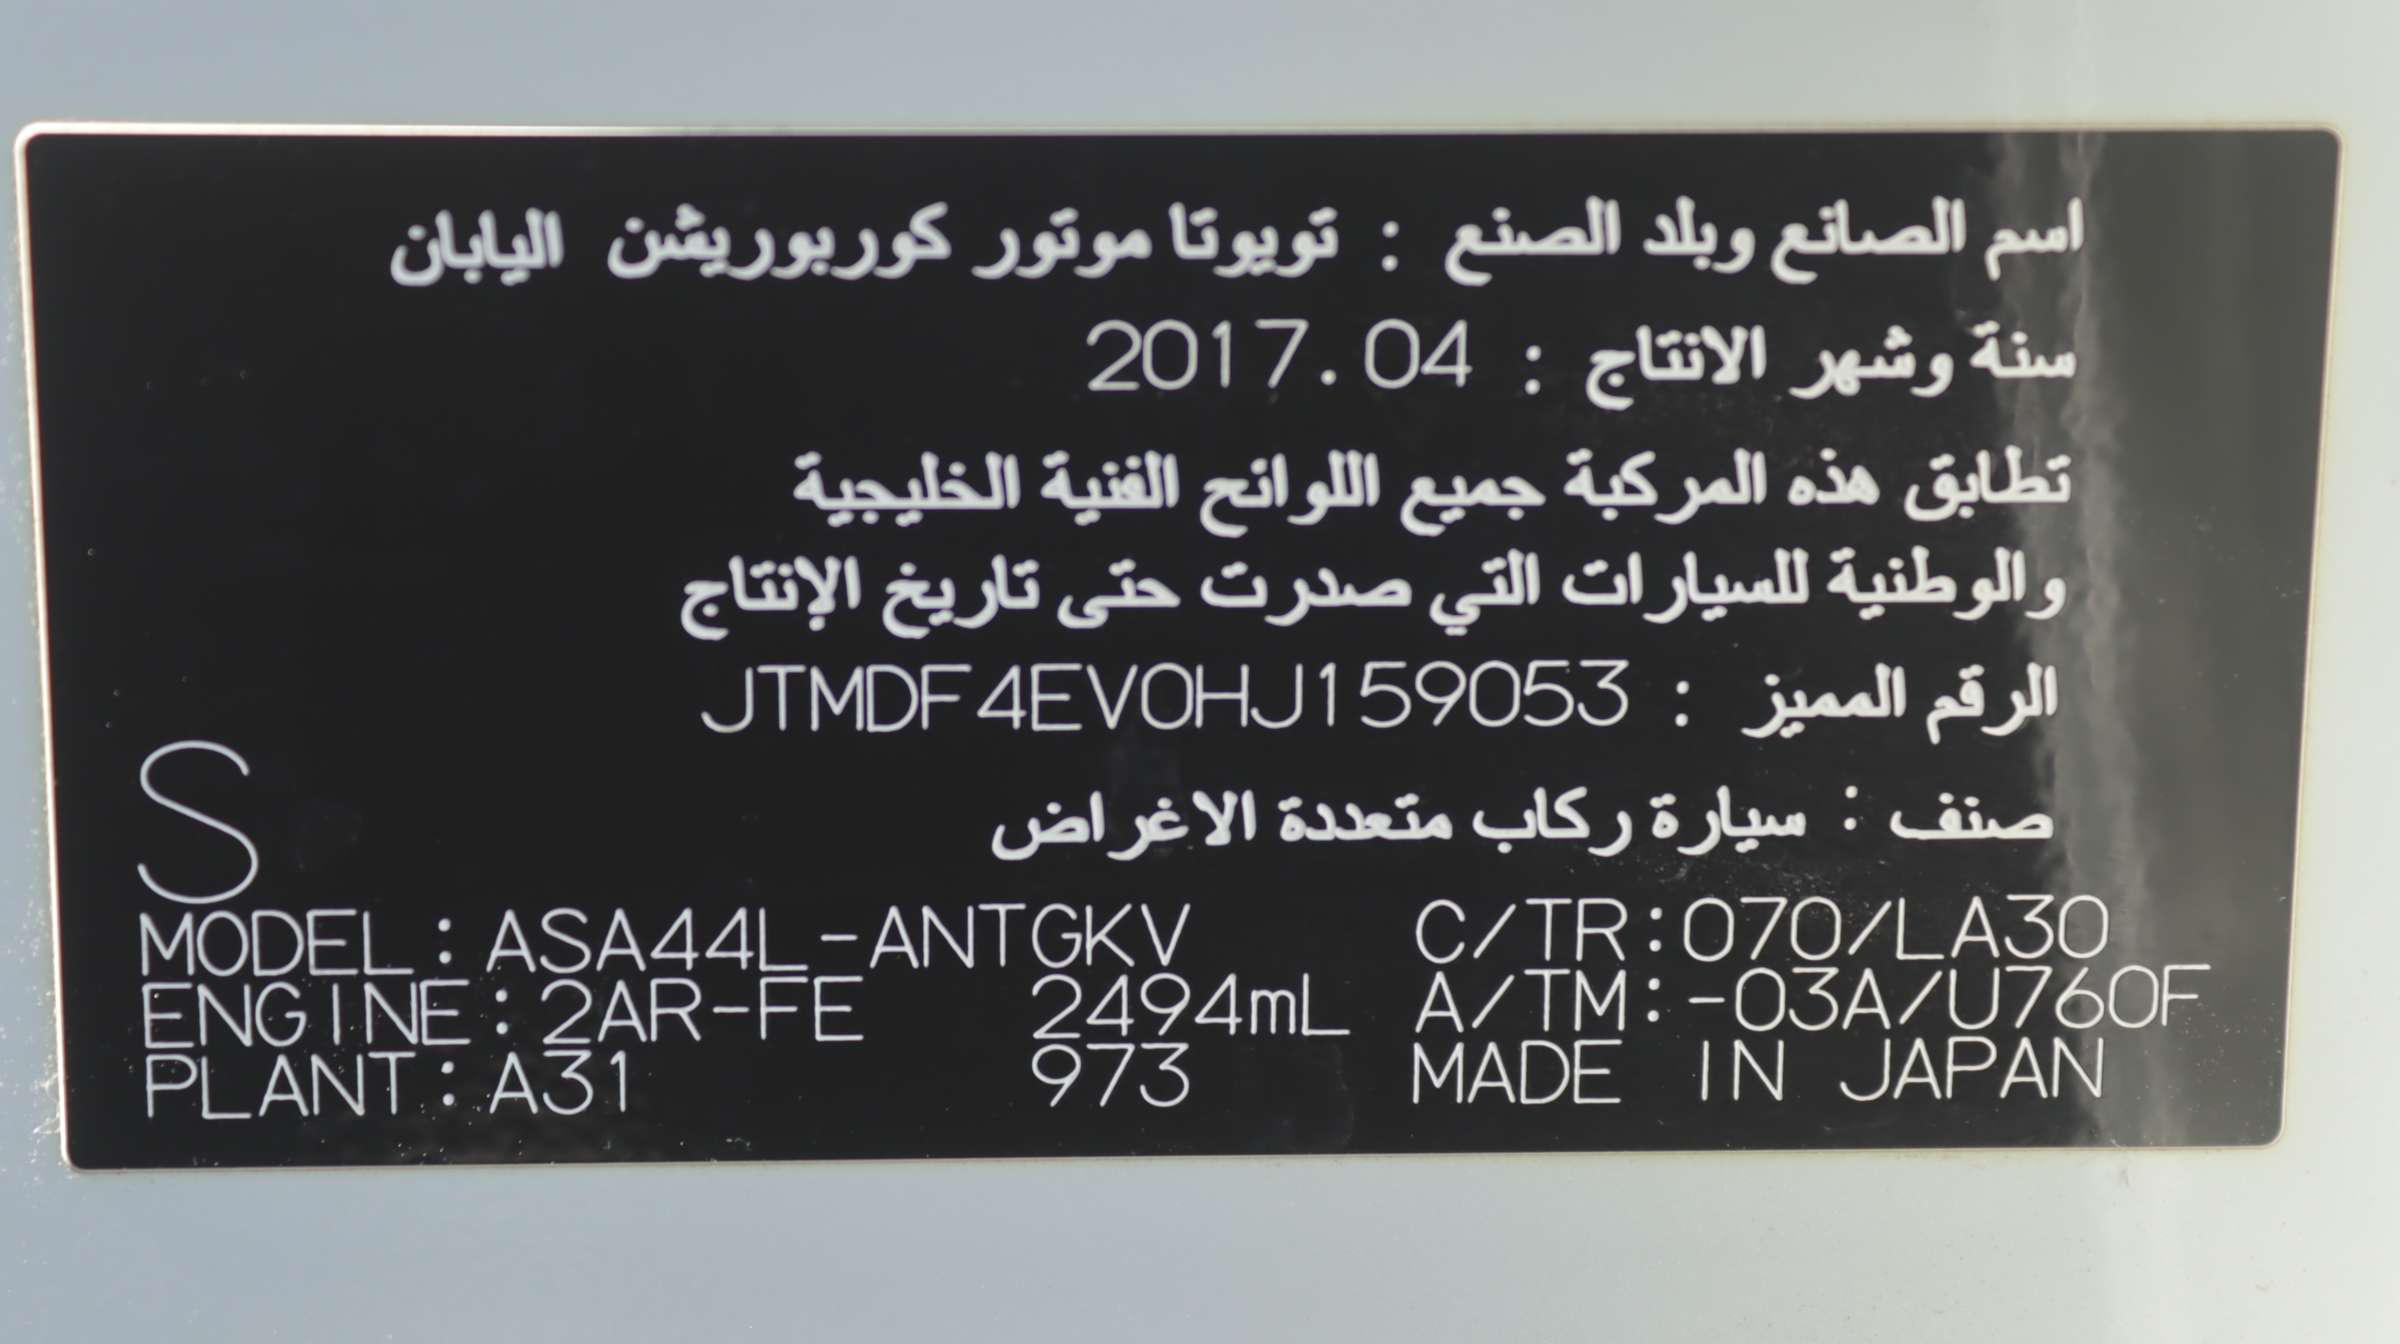 اسم الصانع وبلد الصنع : تويوتا موتور كوربوريشن اليابان
سنة وشهر الانتاج : 2017.04
تطابق هذه المركبة جميع اللوائح الفنية الخليجية
والوطنية للسيارات التي صدرت حتى تاريخ الإنتاج
الرقم المميز : JTMDF4EV0HJ159053
صنف : سيارة ركاب متعددة الاغراض
S
MODEL:ASA44L-ANTGKV C/TR:070/LA30
ENGINE:2AR-FE 2494mL A/TM:-03A/U760F
PLANT:A31 973 MADE IN JAPAN